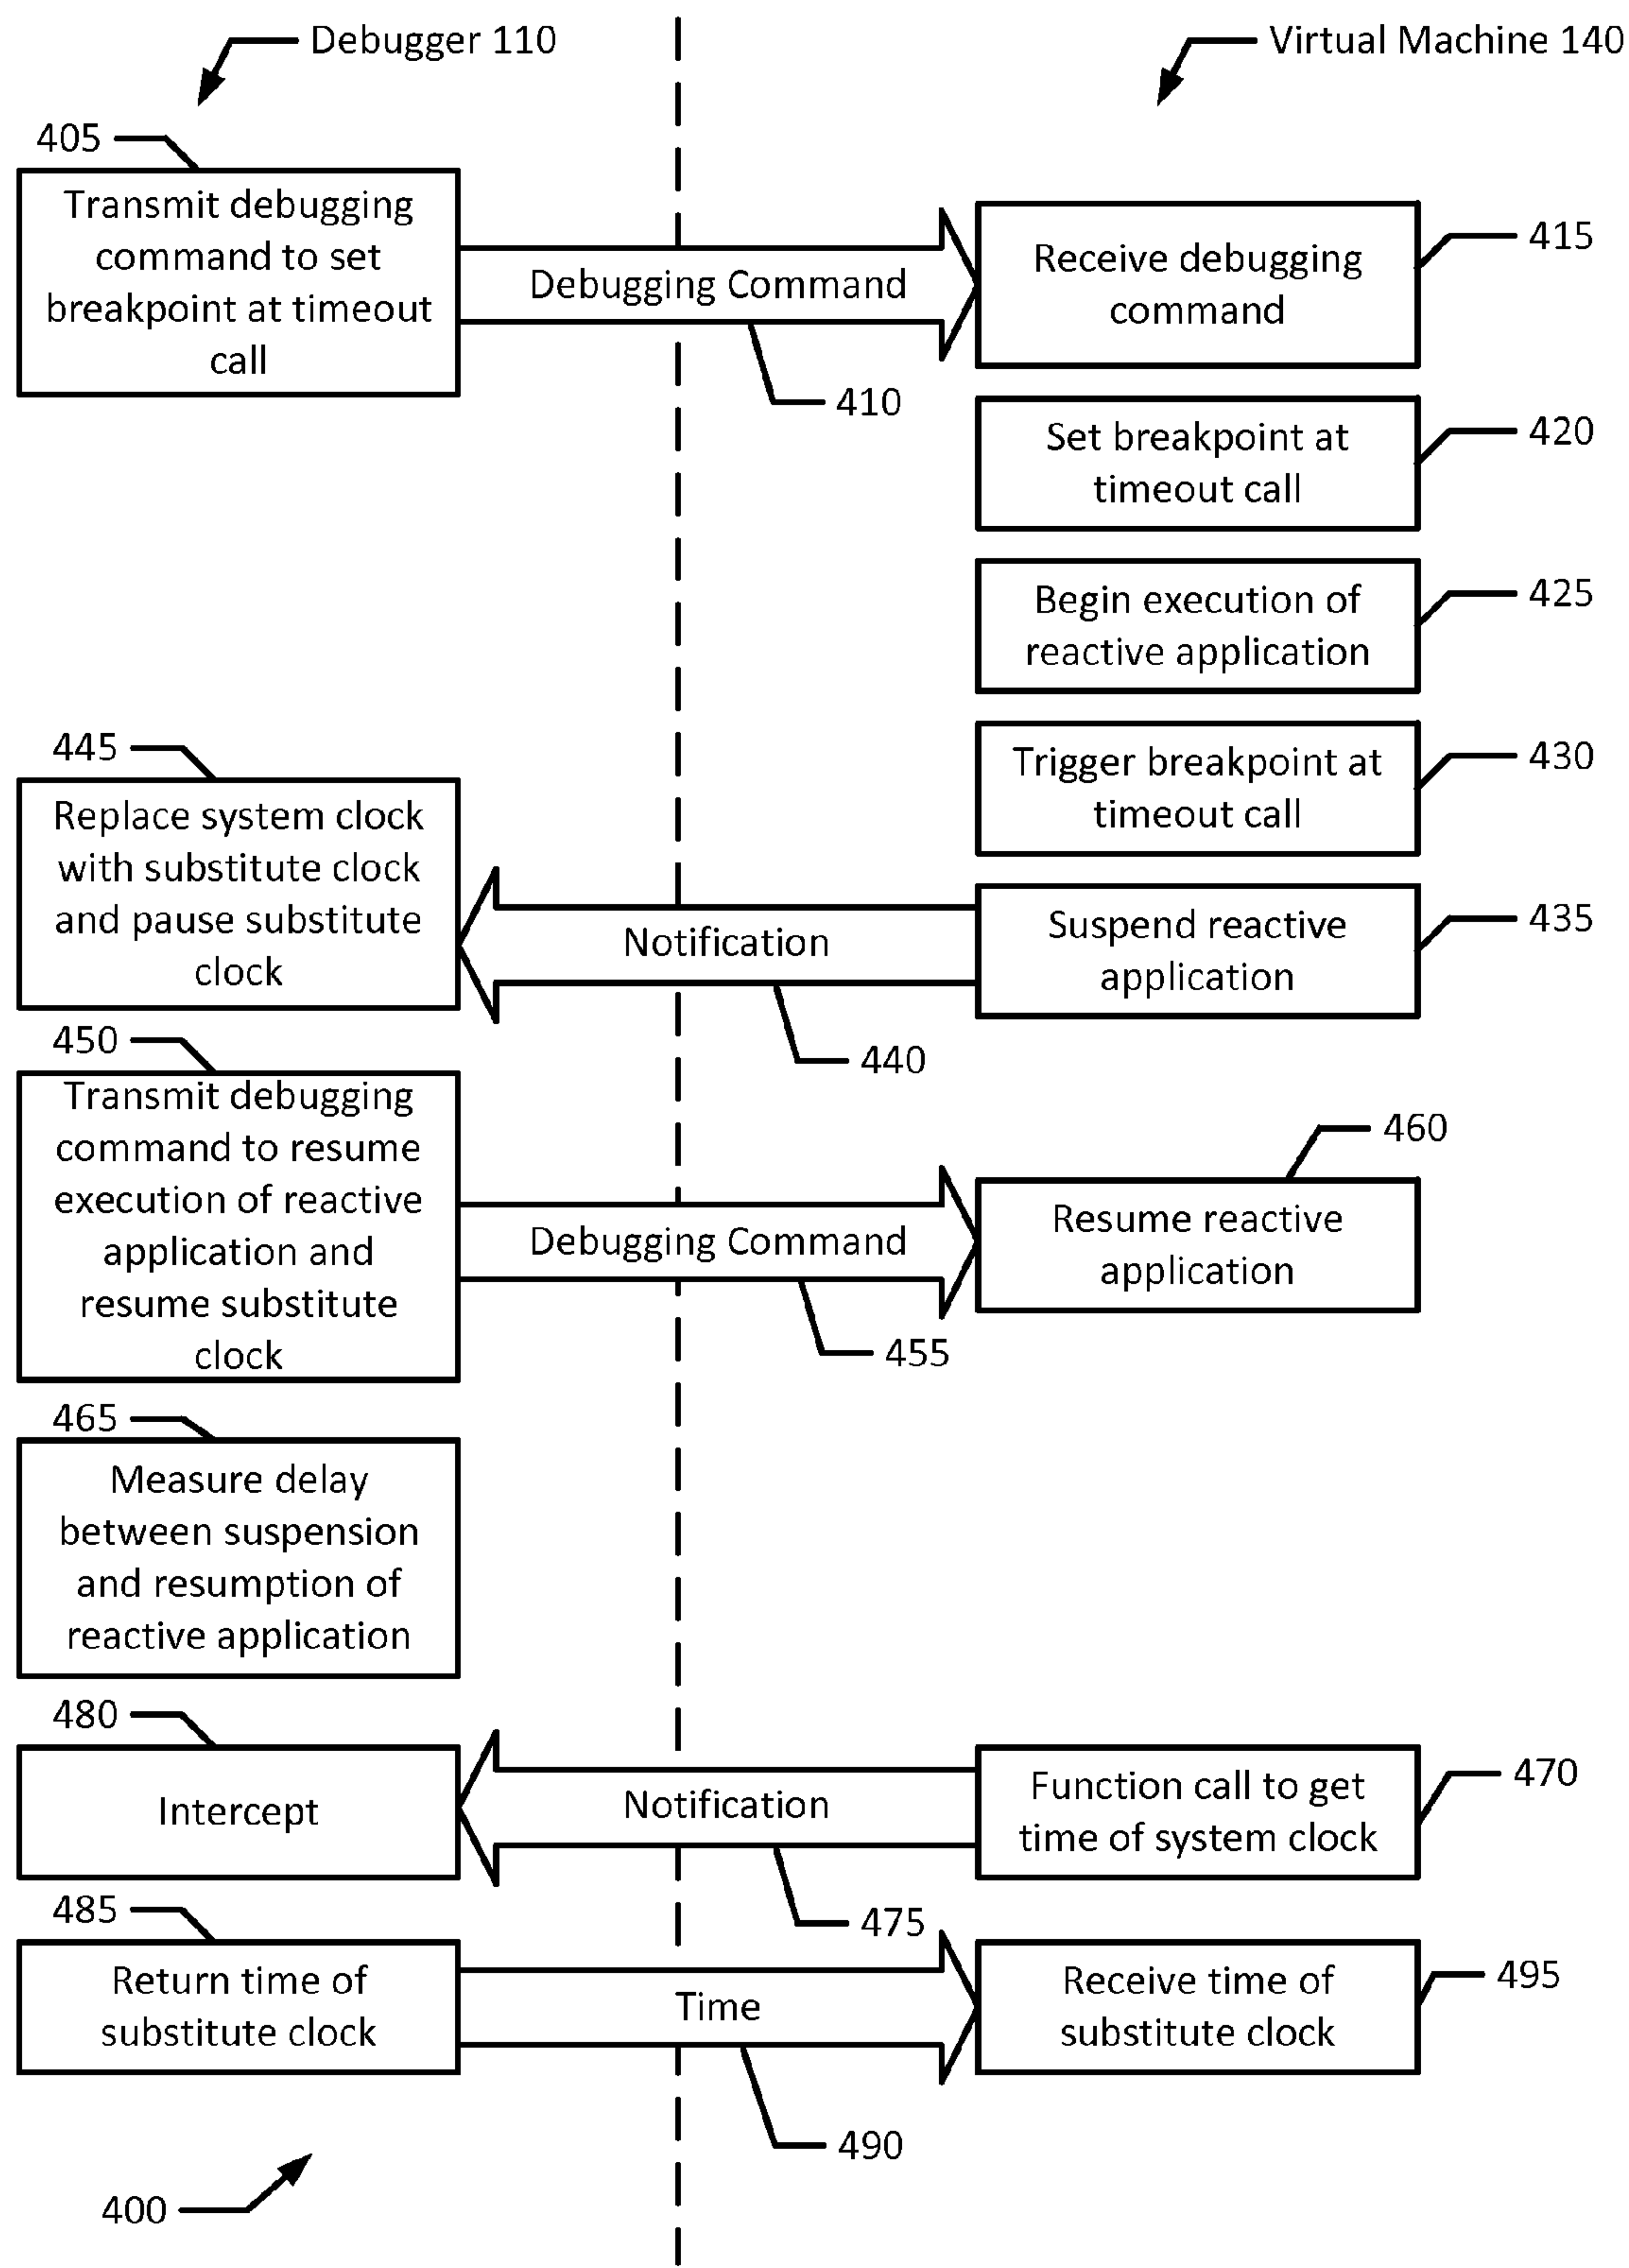 Debugger 110
Virtual Machine 140
405
Transmit debugging
command to set
breakpoint at timeout
call
Debugging Command
410
Receive debugging
command
415
Set breakpoint at
timeout call
420
Begin execution of
reactive application
425
Trigger breakpoint at
timeout call
430
Suspend reactive
application
435
Notification
440
445
Replace system clock
with substitute clock
and pause substitute
clock
450
Transmit debugging
command to resume
execution of reactive
application and
resume substitute
clock
Debugging Command
455
460
Resume reactive
application
465
Measure delay
between suspension
and resumption of
reactive application
Function call to get
time of system clock
470
Notification
475
480
Intercept
485
Return time of
substitute clock
Time
490
Receive time of
substitute clock
495
400